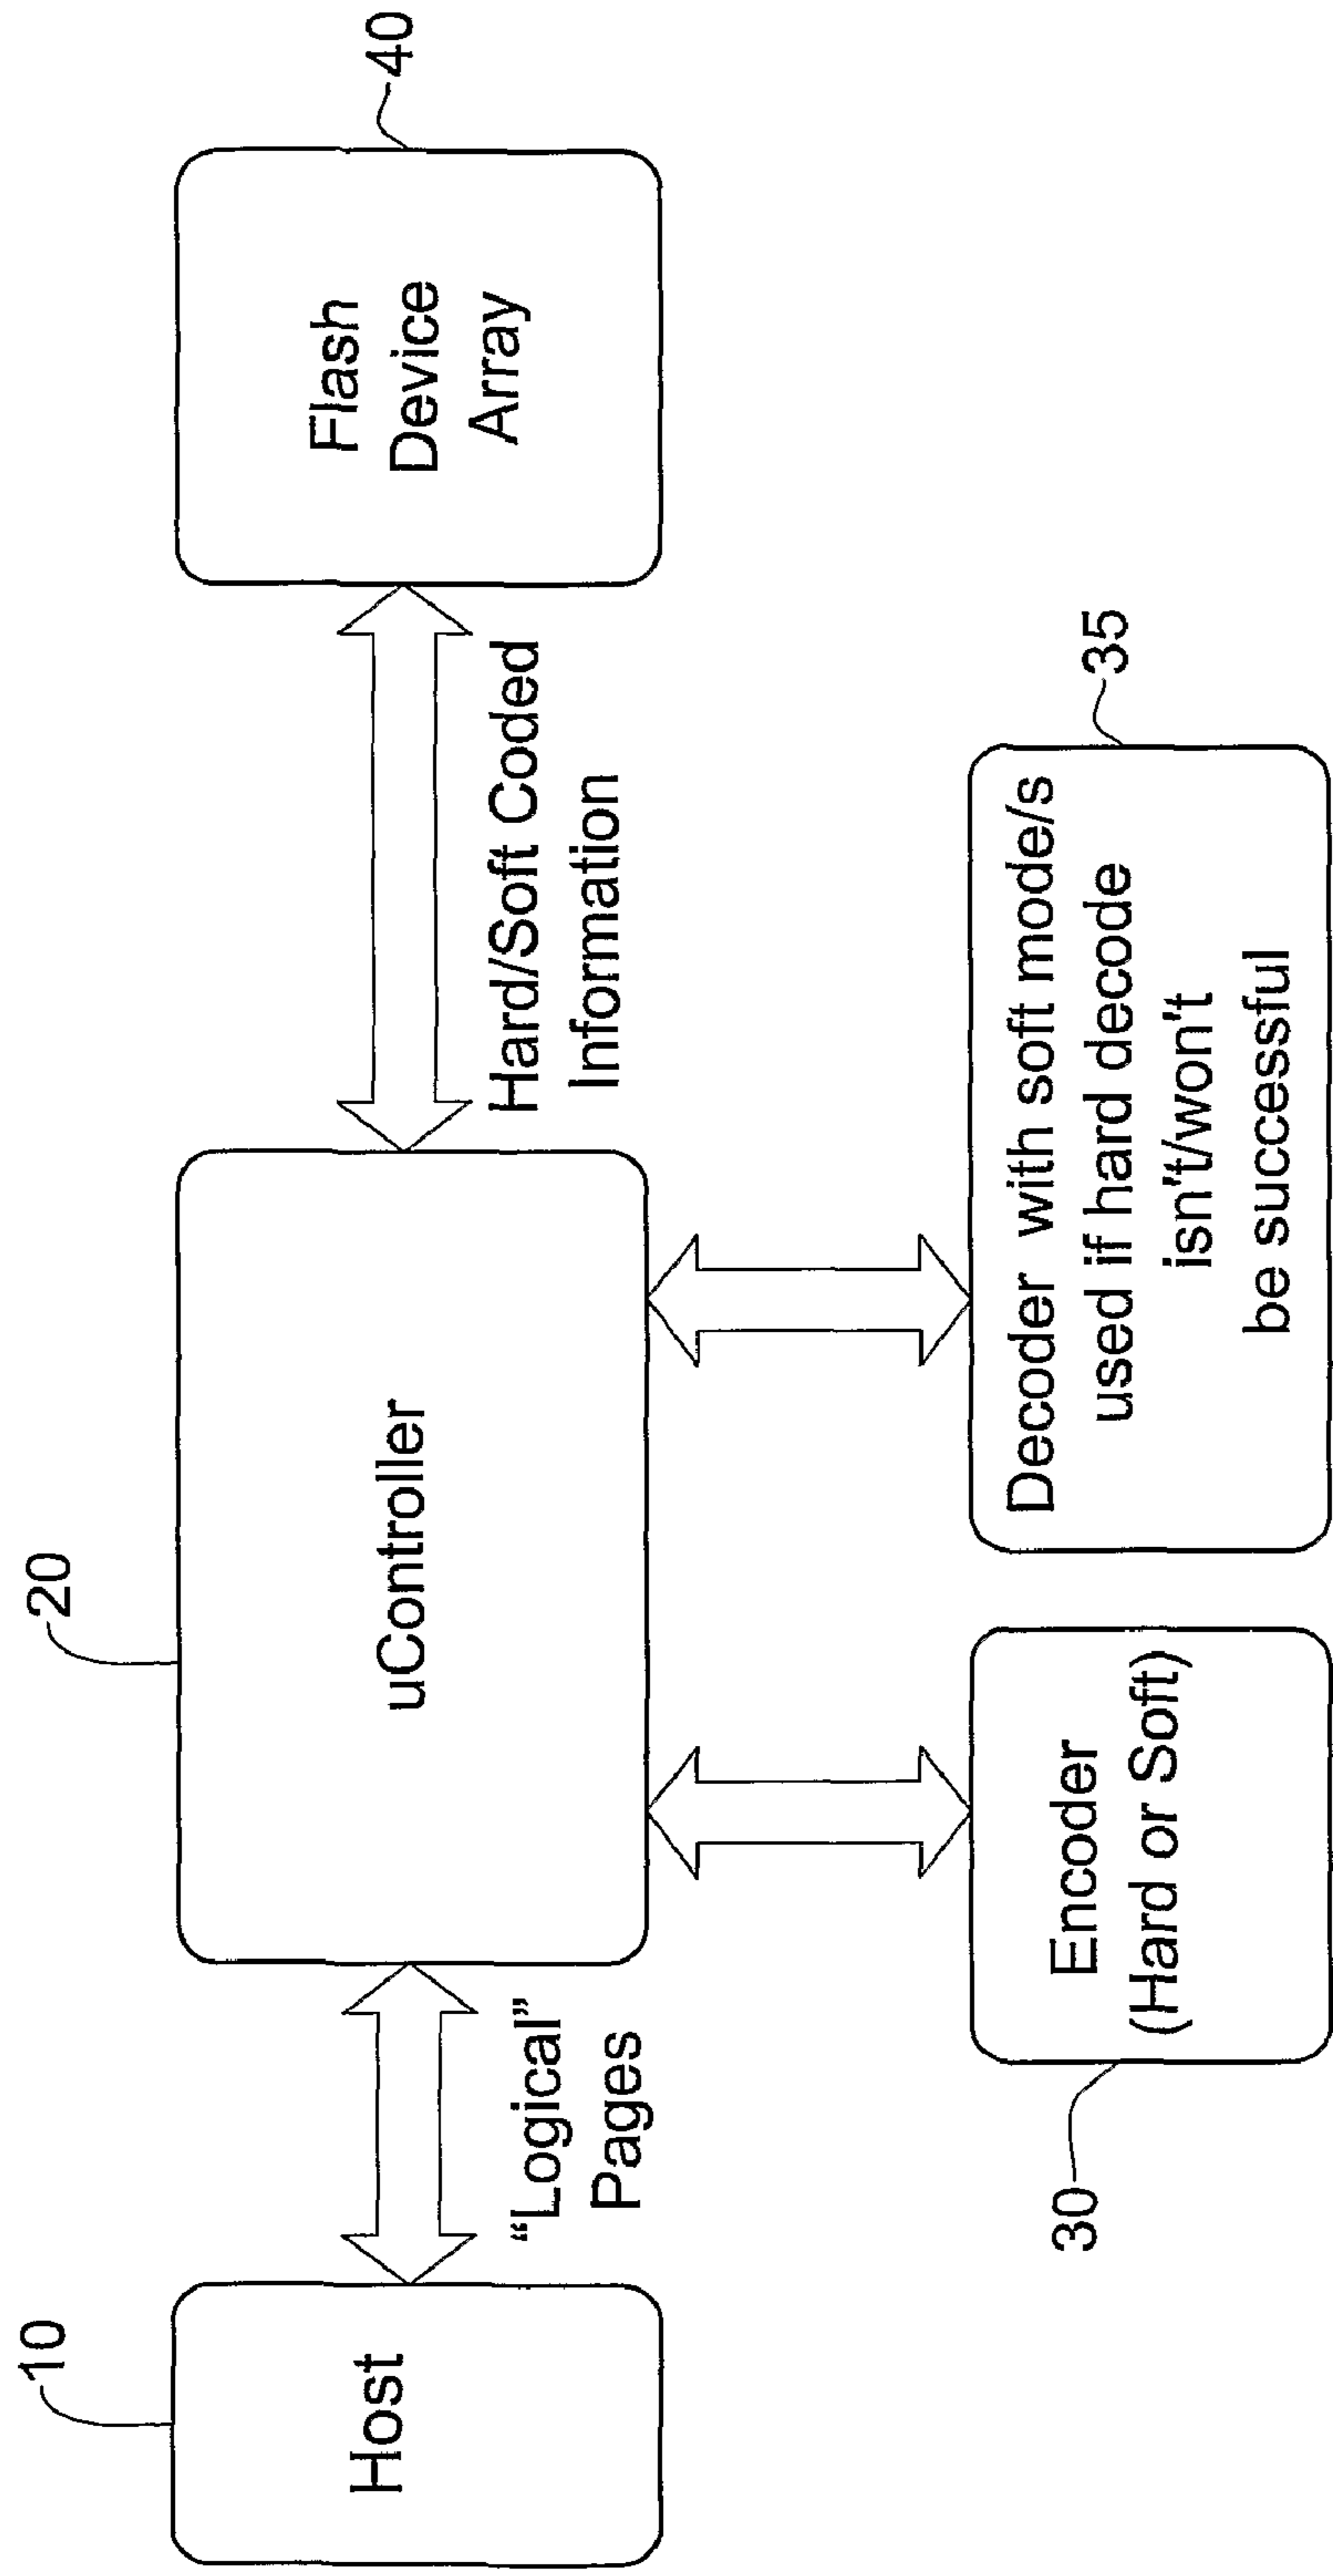 10
Host
“Logical”
Pages
20
uController
Hard/Soft Coded
Information
40
Flash
Device
Array
30
Encoder
(Hard or Soft)
35
Decoder with soft mode/s
used if hard decode
isn't/won't
be successful